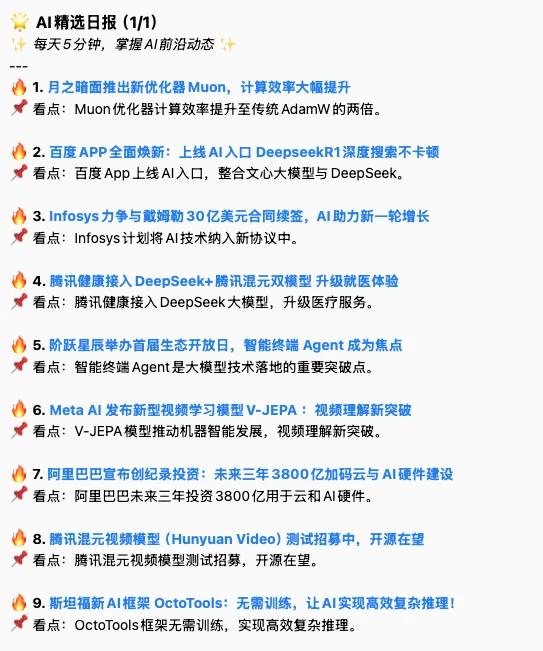 🌟 AI精选日报 (1/1)
✨ 每天5分钟，掌握AI前沿动态 ✨
---
🔥 1. 月之暗面推出新优化器Muon，计算效率大幅提升
📌 看点：Muon优化器计算效率提升至传统AdamW的两倍。
🔥 2. 百度APP全面焕新：上线AI入口 DeepseekR1深度搜索不卡顿
📌 看点：百度App上线AI入口，整合文心大模型与DeepSeek。
🔥 3. Infosys力争与戴姆勒30亿美元合同续签，AI助力新一轮增长
📌 看点：Infosys计划将AI技术纳入新协议中。
🔥 4. 腾讯健康接入DeepSeek+腾讯混元双模型 升级就医体验
📌 看点：腾讯健康接入DeepSeek大模型，升级医疗服务。
🔥 5. 阶跃星辰举办首届生态开放日，智能终端 Agent 成为焦点
📌 看点：智能终端Agent是大模型技术落地的重要突破点。
🔥 6. Meta AI 发布新型视频学习模型V-JEPA： 视频理解新突破
📌 看点：V-JEPA模型推动机器智能发展，视频理解新突破。
🔥 7. 阿里巴巴宣布创纪录投资：未来三年3800亿加码云与AI硬件建设
📌 看点：阿里巴巴未来三年投资3800亿用于云和AI硬件。
🔥 8. 腾讯混元视频模型（Hunyuan Video）测试招募中，开源在望
📌 看点：腾讯混元视频模型测试招募，开源在望。
🔥 9. 斯坦福新AI框架 OctoTools：无需训练，让AI实现高效复杂推理！
📌 看点：OctoTools框架无需训练，实现高效复杂推理。